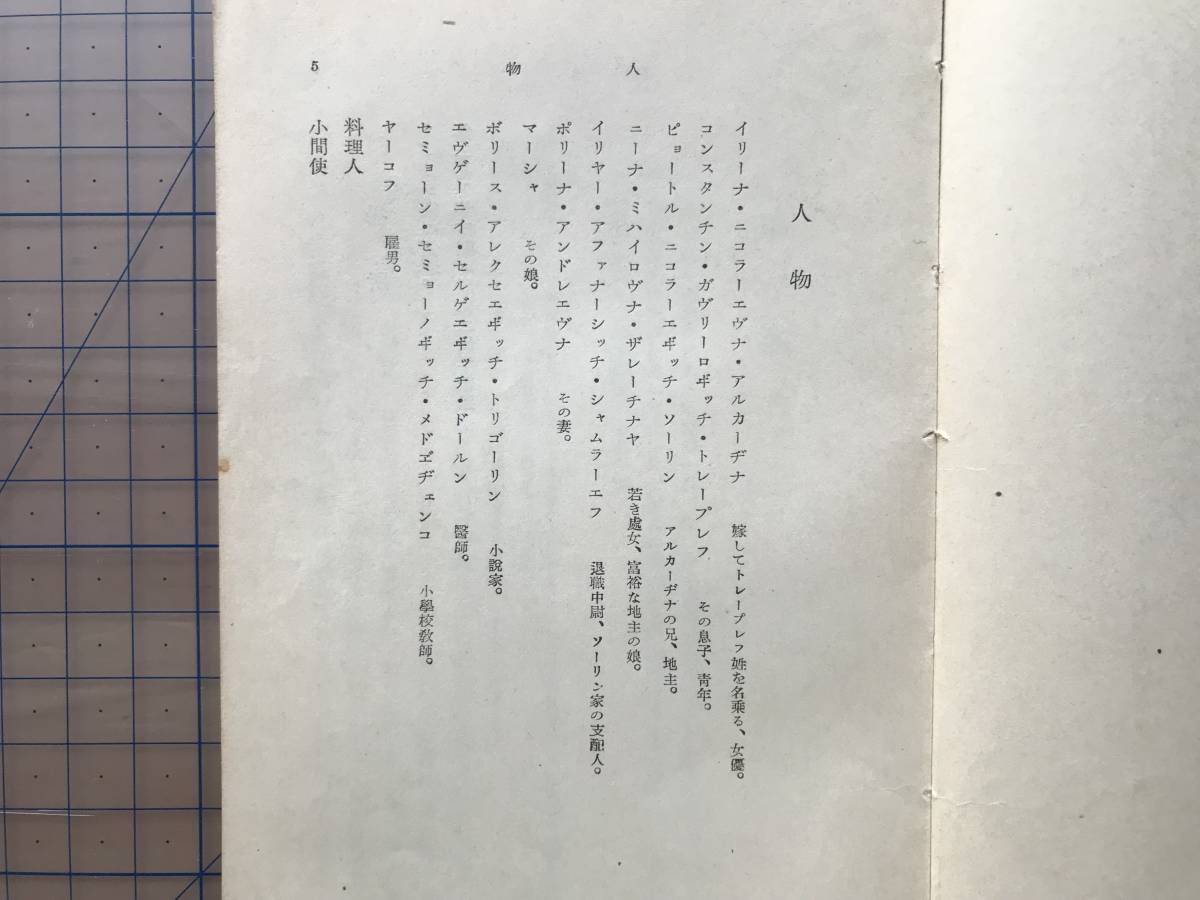 人物
5
人物
イリーナ・ニコラーエヴナ・アルカーヂナ 嫁してトレープレフ姓を名乗る、女優。
コンスタンチン・ガヴリーロヰッチ・トレープレフ その息子、靑年。
ピョートル・ニコラーエヰッチ・ソーリン アルカーヂナの兄、地主。
ニーナ・ミハイロヴナ・ザレーチナヤ 若き處女、富裕な地主の娘。
イリヤー・アファナーシッチ・シャムラーエフ 退職中尉、ソーリン家の支配人。
ポリーナ・アンドレエヴナ その妻。
マーシャ その娘。
ボリース・アレクセエヰッチ・トリゴーリン 小說家。
エヴゲーニイ・セルゲエヰッチ・ドールン 醫師。
セミョーン・セミョーノヰッチ・メドヹヂェンコ 小學校敎師。
ヤーコフ 雇男。
料理人
小間使